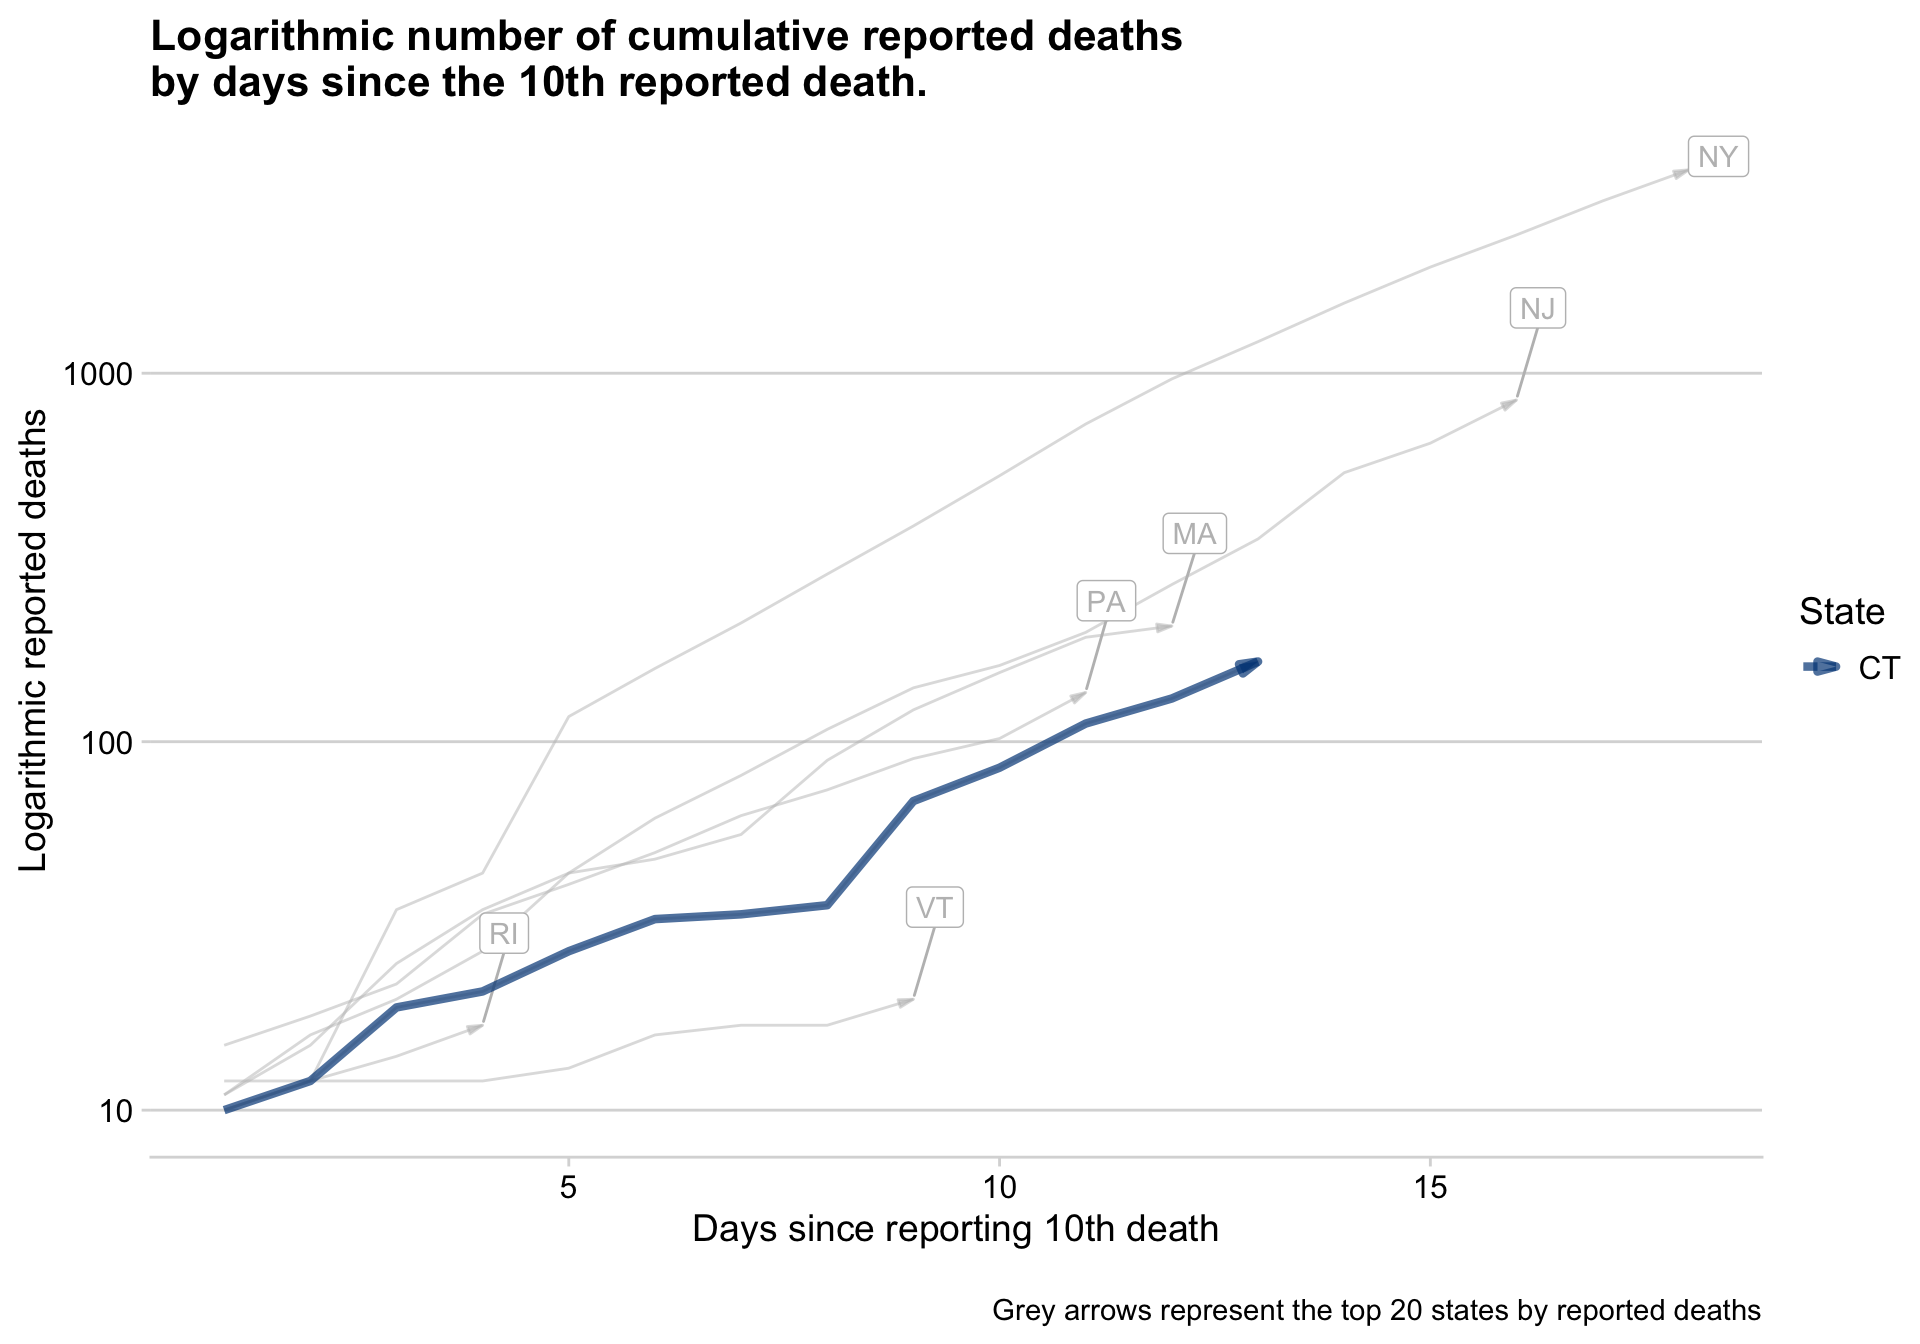 Logarithmic number of cumulative reported deaths
by days since the 10th reported death.
NY
NJ
1000
MA
PA
State
CT
100
VT
RI
10
Logarithmic reported deaths
5
10
15
Days since reporting 10th death
Grey arrows represent the top 20 states by reported deaths